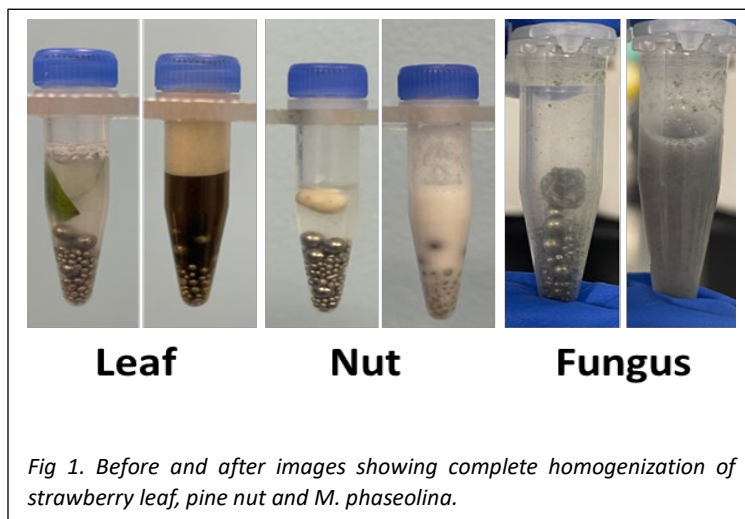 Leaf Nut Fungus
Fig 1. Before and after images showing complete homogenization of
strawberry leaf, pine nut and M. phaseolina.